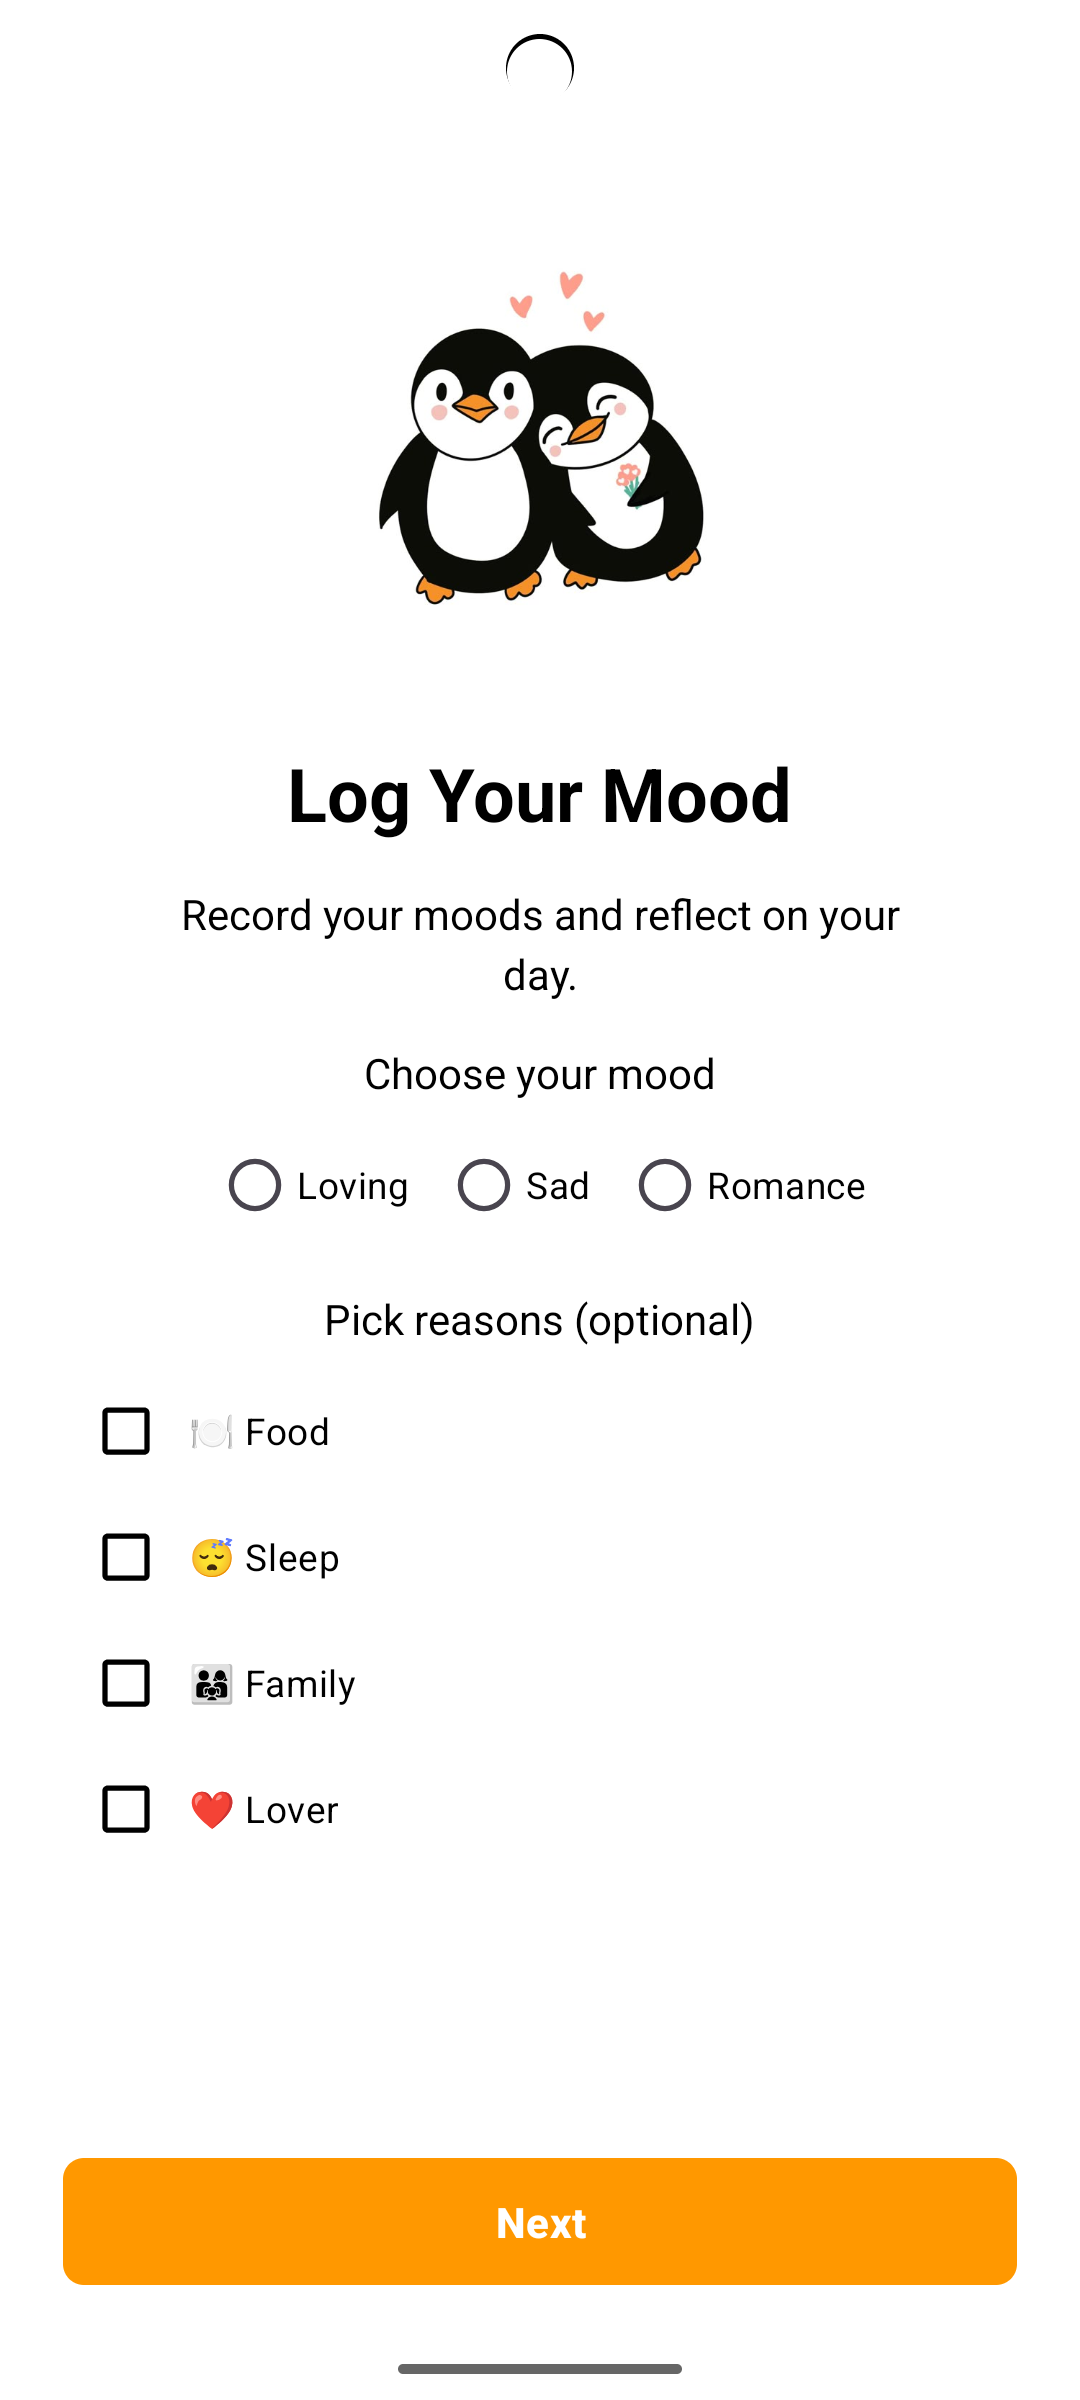 Log Your Mood
Record your moods and reflect on your
day.
Choose your mood
Loving Sad Romance
Pick reasons (optional)
🍽️ Food
😴 Sleep
👨‍👩‍👧 Family
❤️ Lover
Next